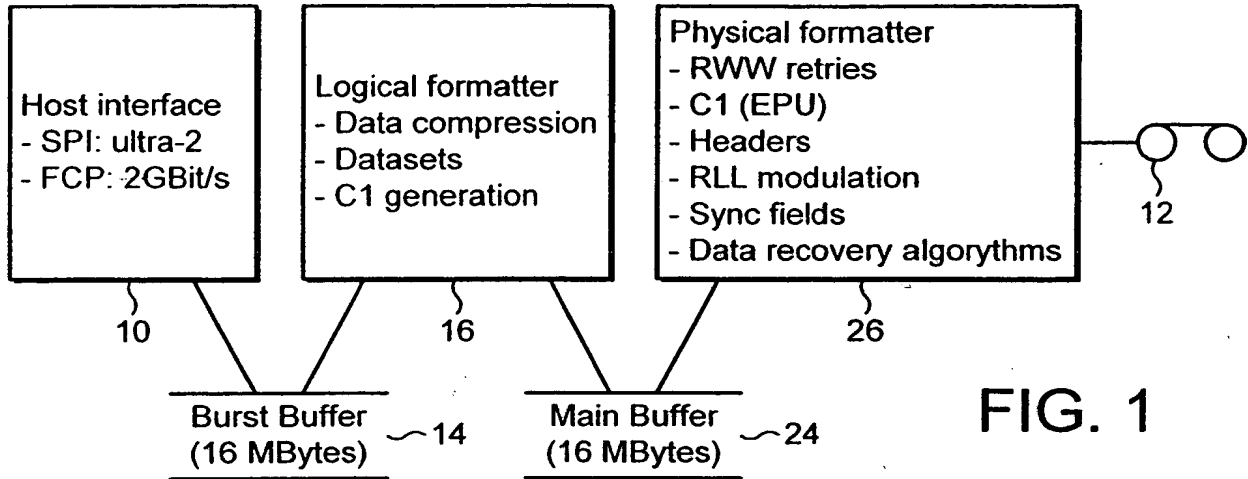 Host interface
- SPI: ultra-2
- FCP: 2GBit/s
10
Logical formatter
- Data compression
- Datasets
- C1 generation
16
Physical formatter
- RWW retries
- C1 (EPU)
- Headers
- RLL modulation
- Sync fields
- Data recovery algorythms
26
12
Burst Buffer
(16 MBytes)
14
Main Buffer
(16 MBytes)
24
FIG. 1